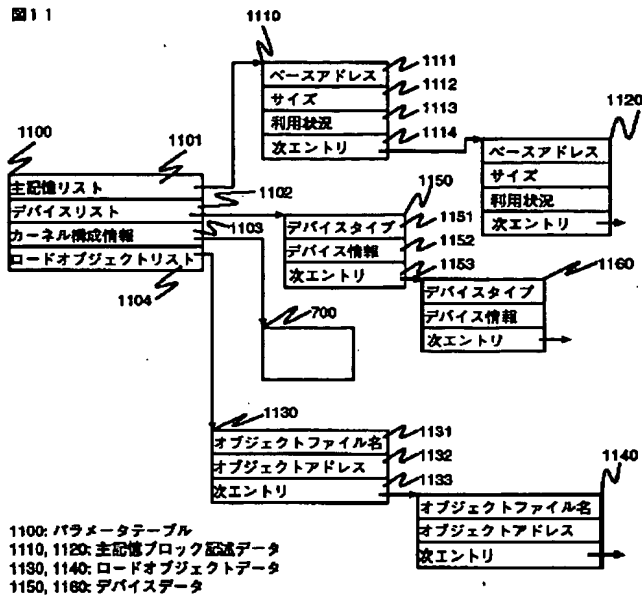 図11
1110
1111
ベースアドレス
1112
サイズ
1113
利用状況
1114
次エントリ
1120
ベースアドレス
サイズ
利用状況
次エントリ
1100
1101
主記憶リスト
1102
デバイスリスト
1103
カーネル構成情報
ロードオブジェクトリスト
1104
1150
デバイスタイプ
1151
デバイス情報
1152
次エントリ
1153
1160
デバイスタイプ
デバイス情報
次エントリ
700
1130
オブジェクトファイル名
1131
オブジェクトアドレス
1132
次エントリ
1133
1140
オブジェクトファイル名
オブジェクトアドレス
次エントリ
1100: パラメータテーブル
1110, 1120: 主記憶ブロック記述データ
1130, 1140: ロードオブジェクトデータ
1150, 1160: デバイスデータ